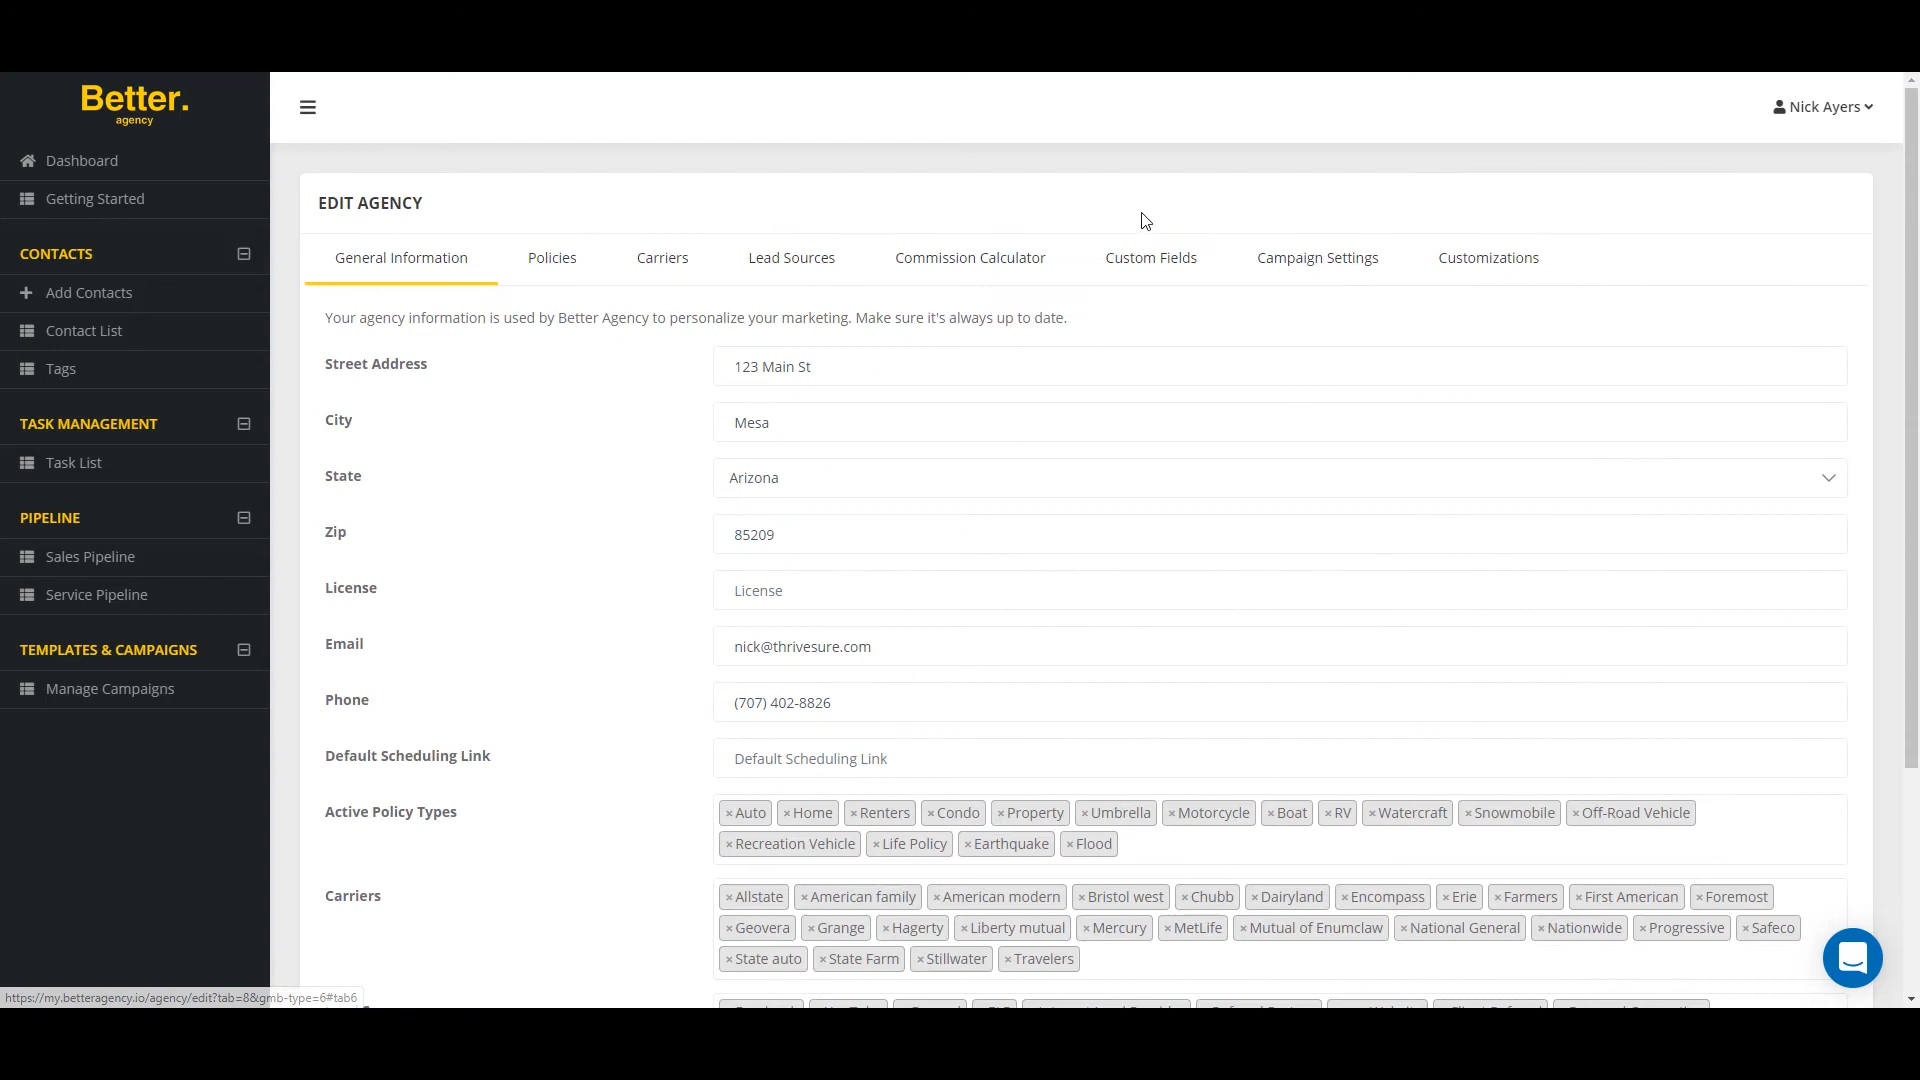 Better.
agency
Nick Ayers
Dashboard
Getting Started
CONTACTS
Add Contacts
Contact List
Tags
TASK MANAGEMENT
Task List
PIPELINE
Sales Pipeline
Service Pipeline
TEMPLATES & CAMPAIGNS
Manage Campaigns
EDIT AGENCY
General Information Policies Carriers Lead Sources Commission Calculator Custom Fields Campaign Settings Customizations
Your agency information is used by Better Agency to personalize your marketing. Make sure it's always up to date.
Street Address 123 Main St
City Mesa
State Arizona
Zip 85209
License License
Email nick@thrivesure.com
Phone (707) 402-8826
Default Scheduling Link Default Scheduling Link
Active Policy Types ×Auto ×Home ×Renters ×Condo ×Property ×Umbrella ×Motorcycle ×Boat ×RV ×Watercraft ×Snowmobile ×Off-Road Vehicle
×Recreation Vehicle ×Life Policy ×Earthquake ×Flood
Carriers ×Allstate ×American family ×American modern ×Bristol west ×Chubb ×Dairyland ×Encompass ×Erie ×Farmers ×First American ×Foremost
×Geovera ×Grange ×Hagerty ×Liberty mutual ×Mercury ×MetLife ×Mutual of Enumclaw ×National General ×Nationwide ×Progressive ×Safeco
×State auto ×State Farm ×Stillwater ×Travelers
https://my.betteragency.io/agency/edit?tab=8&gmb-type=6#tab6